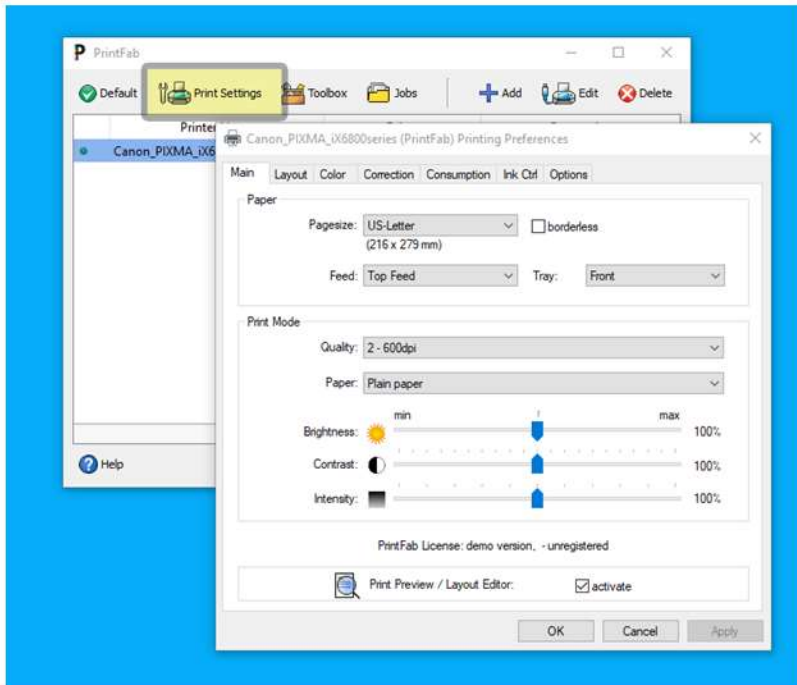 P PrintFab
Default Print Settings Toolbox Jobs Add Edit Delete
Printer
Canon_PIXMA_iX6800series (PrintFab) Printing Preferences
Canon_PIXMA_iX6
Main Layout Color Correction Consumption Ink Ctrl Options
Paper
Pagesize: US-Letter borderless
(216 x 279 mm)
Feed: Top Feed Tray: Front
Print Mode
Quality: 2 - 600dpi
Paper: Plain paper
min max
Brightness: 100%
Contrast: 100%
Intensity: 100%
Help
PrintFab License: demo version, - unregistered
Print Preview / Layout Editor: activate
OK Cancel Apply